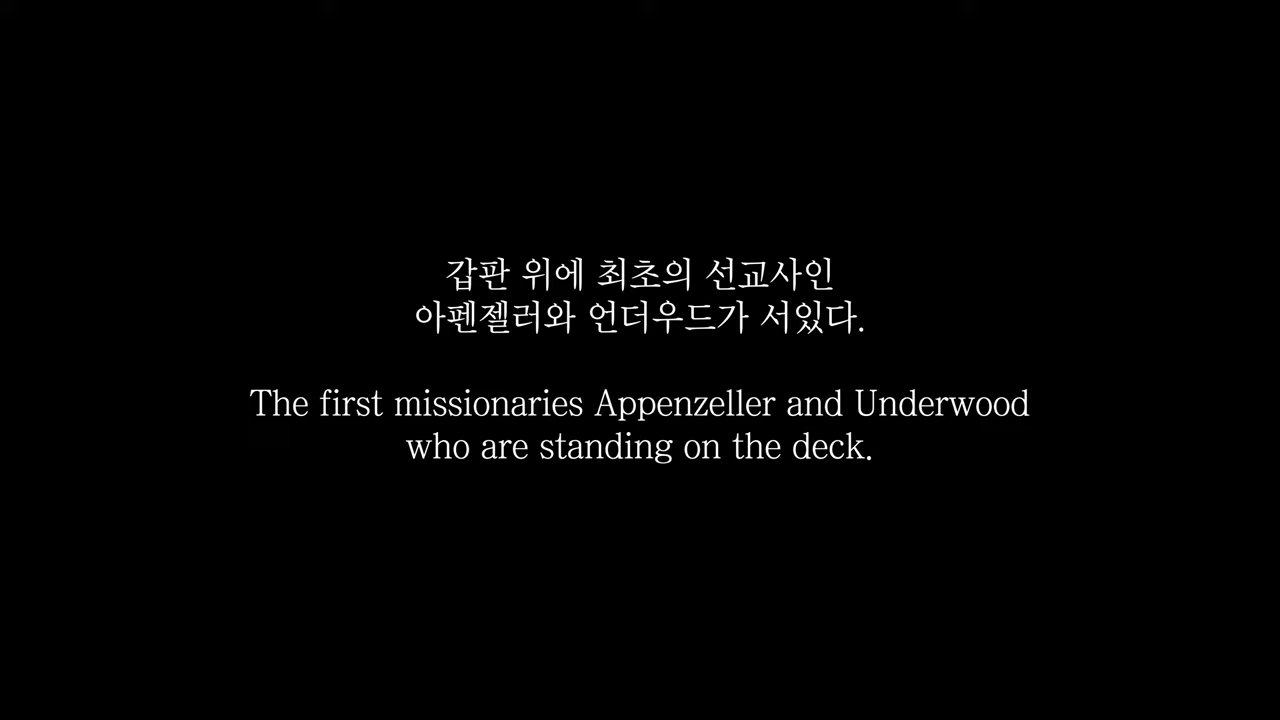 갑판 위에 최초의 선교사인
아펜젤러와 언더우드가 서있다.
The first missionaries Appenzeller and Underwood
who are standing on the deck.